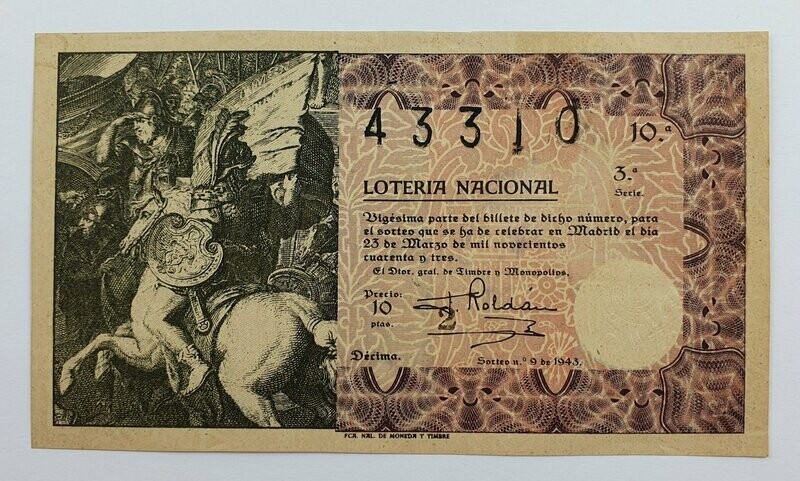 43310 10.ª
3.ª
Serie.
LOTERIA NACIONAL
Vigésima parte del billete de dicho número, para
el sorteo que se ha de celebrar en Madrid el día
23 de Marzo de mil novecientos
cuarenta y tres.
El Dtor. gral. de Timbre y Monopolios,
Precio:
10
ptas.
F. Roldán
Décima.
Sorteo n.º 9 de 1943.
FCA. NAL. DE MONEDA Y TIMBRE